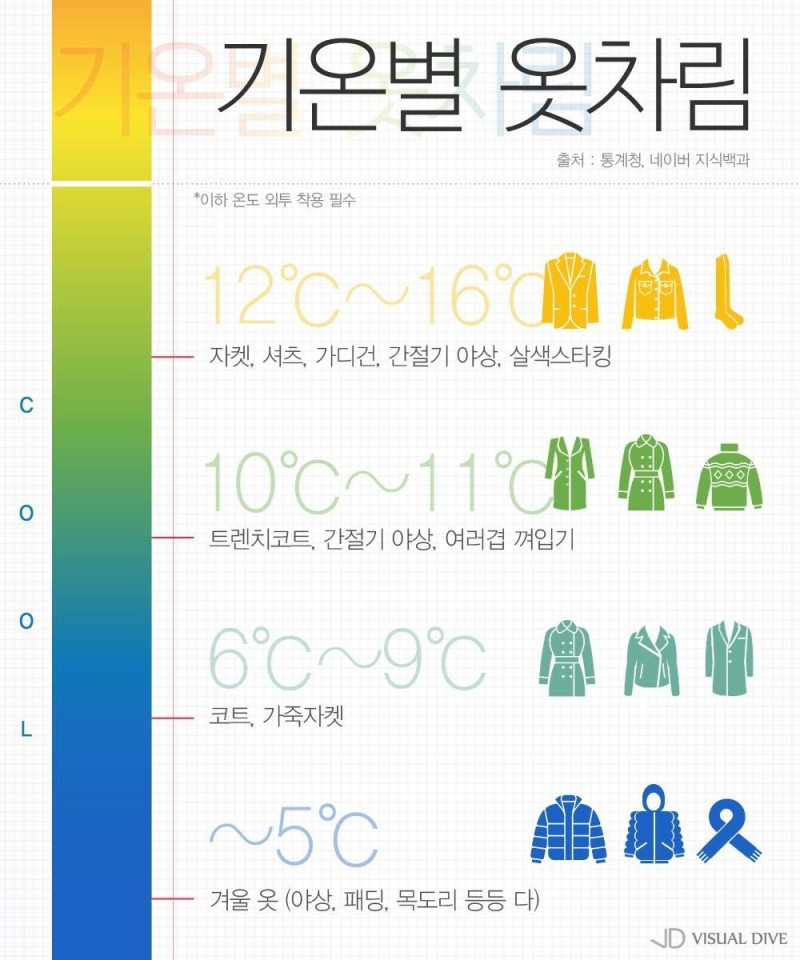 기온별 옷차림
출처 : 통계청, 네이버 지식백과
*이하 온도 외투 착용 필수
12℃~16℃
자켓, 셔츠, 가디건, 간절기 야상, 살색스타킹
10℃~11℃
트렌치코트, 간절기 야상, 여러겹 껴입기
6℃~9℃
코트, 가죽자켓
~5℃
겨울 옷 (야상, 패딩, 목도리 등등 다)
COOL
VISUAL DIVE